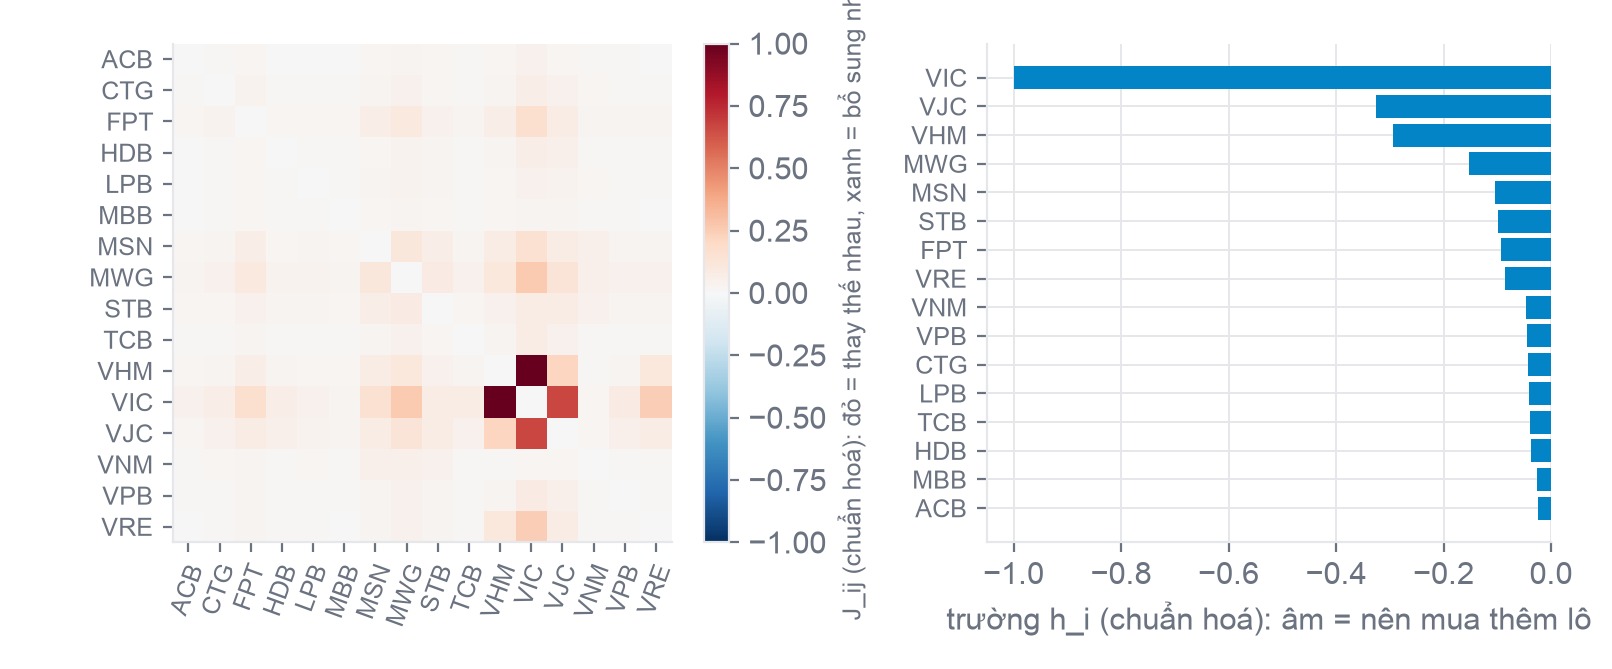 ACB
CTG
FPT
HDB
LPB
MBB
MSN
MWG
STB
TCB
VHM
VIC
VJC
VNM
VPB
VRE
ACB
CTG
FPT
HDB
LPB
MBB
MSN
MWG
STB
TCB
VHM
VIC
VJC
VNM
VPB
VRE
1.00
0.75
0.50
0.25
0.00
−0.25
−0.50
−0.75
−1.00
J_ij (chuẩn hoá): đỏ = thay thế nhau, xanh = bổ sung
VIC
VJC
VHM
MWG
MSN
STB
FPT
VRE
VNM
VPB
CTG
LPB
TCB
HDB
MBB
ACB
−1.0
−0.8
−0.6
−0.4
−0.2
0.0
trường h_i (chuẩn hoá): âm = nên mua thêm lô